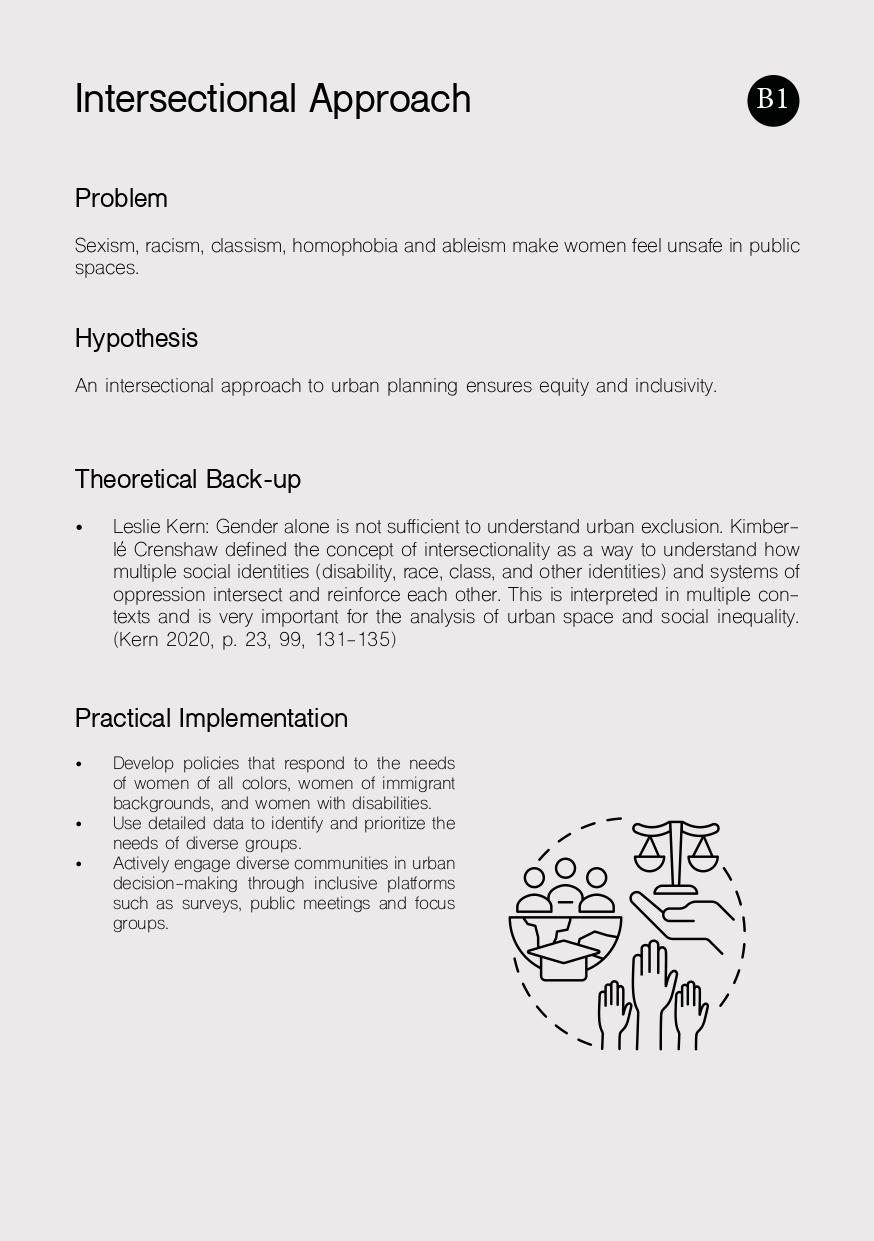 Intersectional Approach
B1
Problem
Sexism, racism, classism, homophobia and ableism make women feel unsafe in public
spaces.
Hypothesis
An intersectional approach to urban planning ensures equity and inclusivity.
Theoretical Back-up
• Leslie Kern: Gender alone is not sufficient to understand urban exclusion. Kimber-
lé Crenshaw defined the concept of intersectionality as a way to understand how
multiple social identities (disability, race, class, and other identities) and systems of
oppression intersect and reinforce each other. This is interpreted in multiple con-
texts and is very important for the analysis of urban space and social inequality.
(Kern 2020, p. 23, 99, 131-135)
Practical Implementation
• Develop policies that respond to the needs
of women of all colors, women of immigrant
backgrounds, and women with disabilities.
• Use detailed data to identify and prioritize the
needs of diverse groups.
• Actively engage diverse communities in urban
decision-making through inclusive platforms
such as surveys, public meetings and focus
groups.